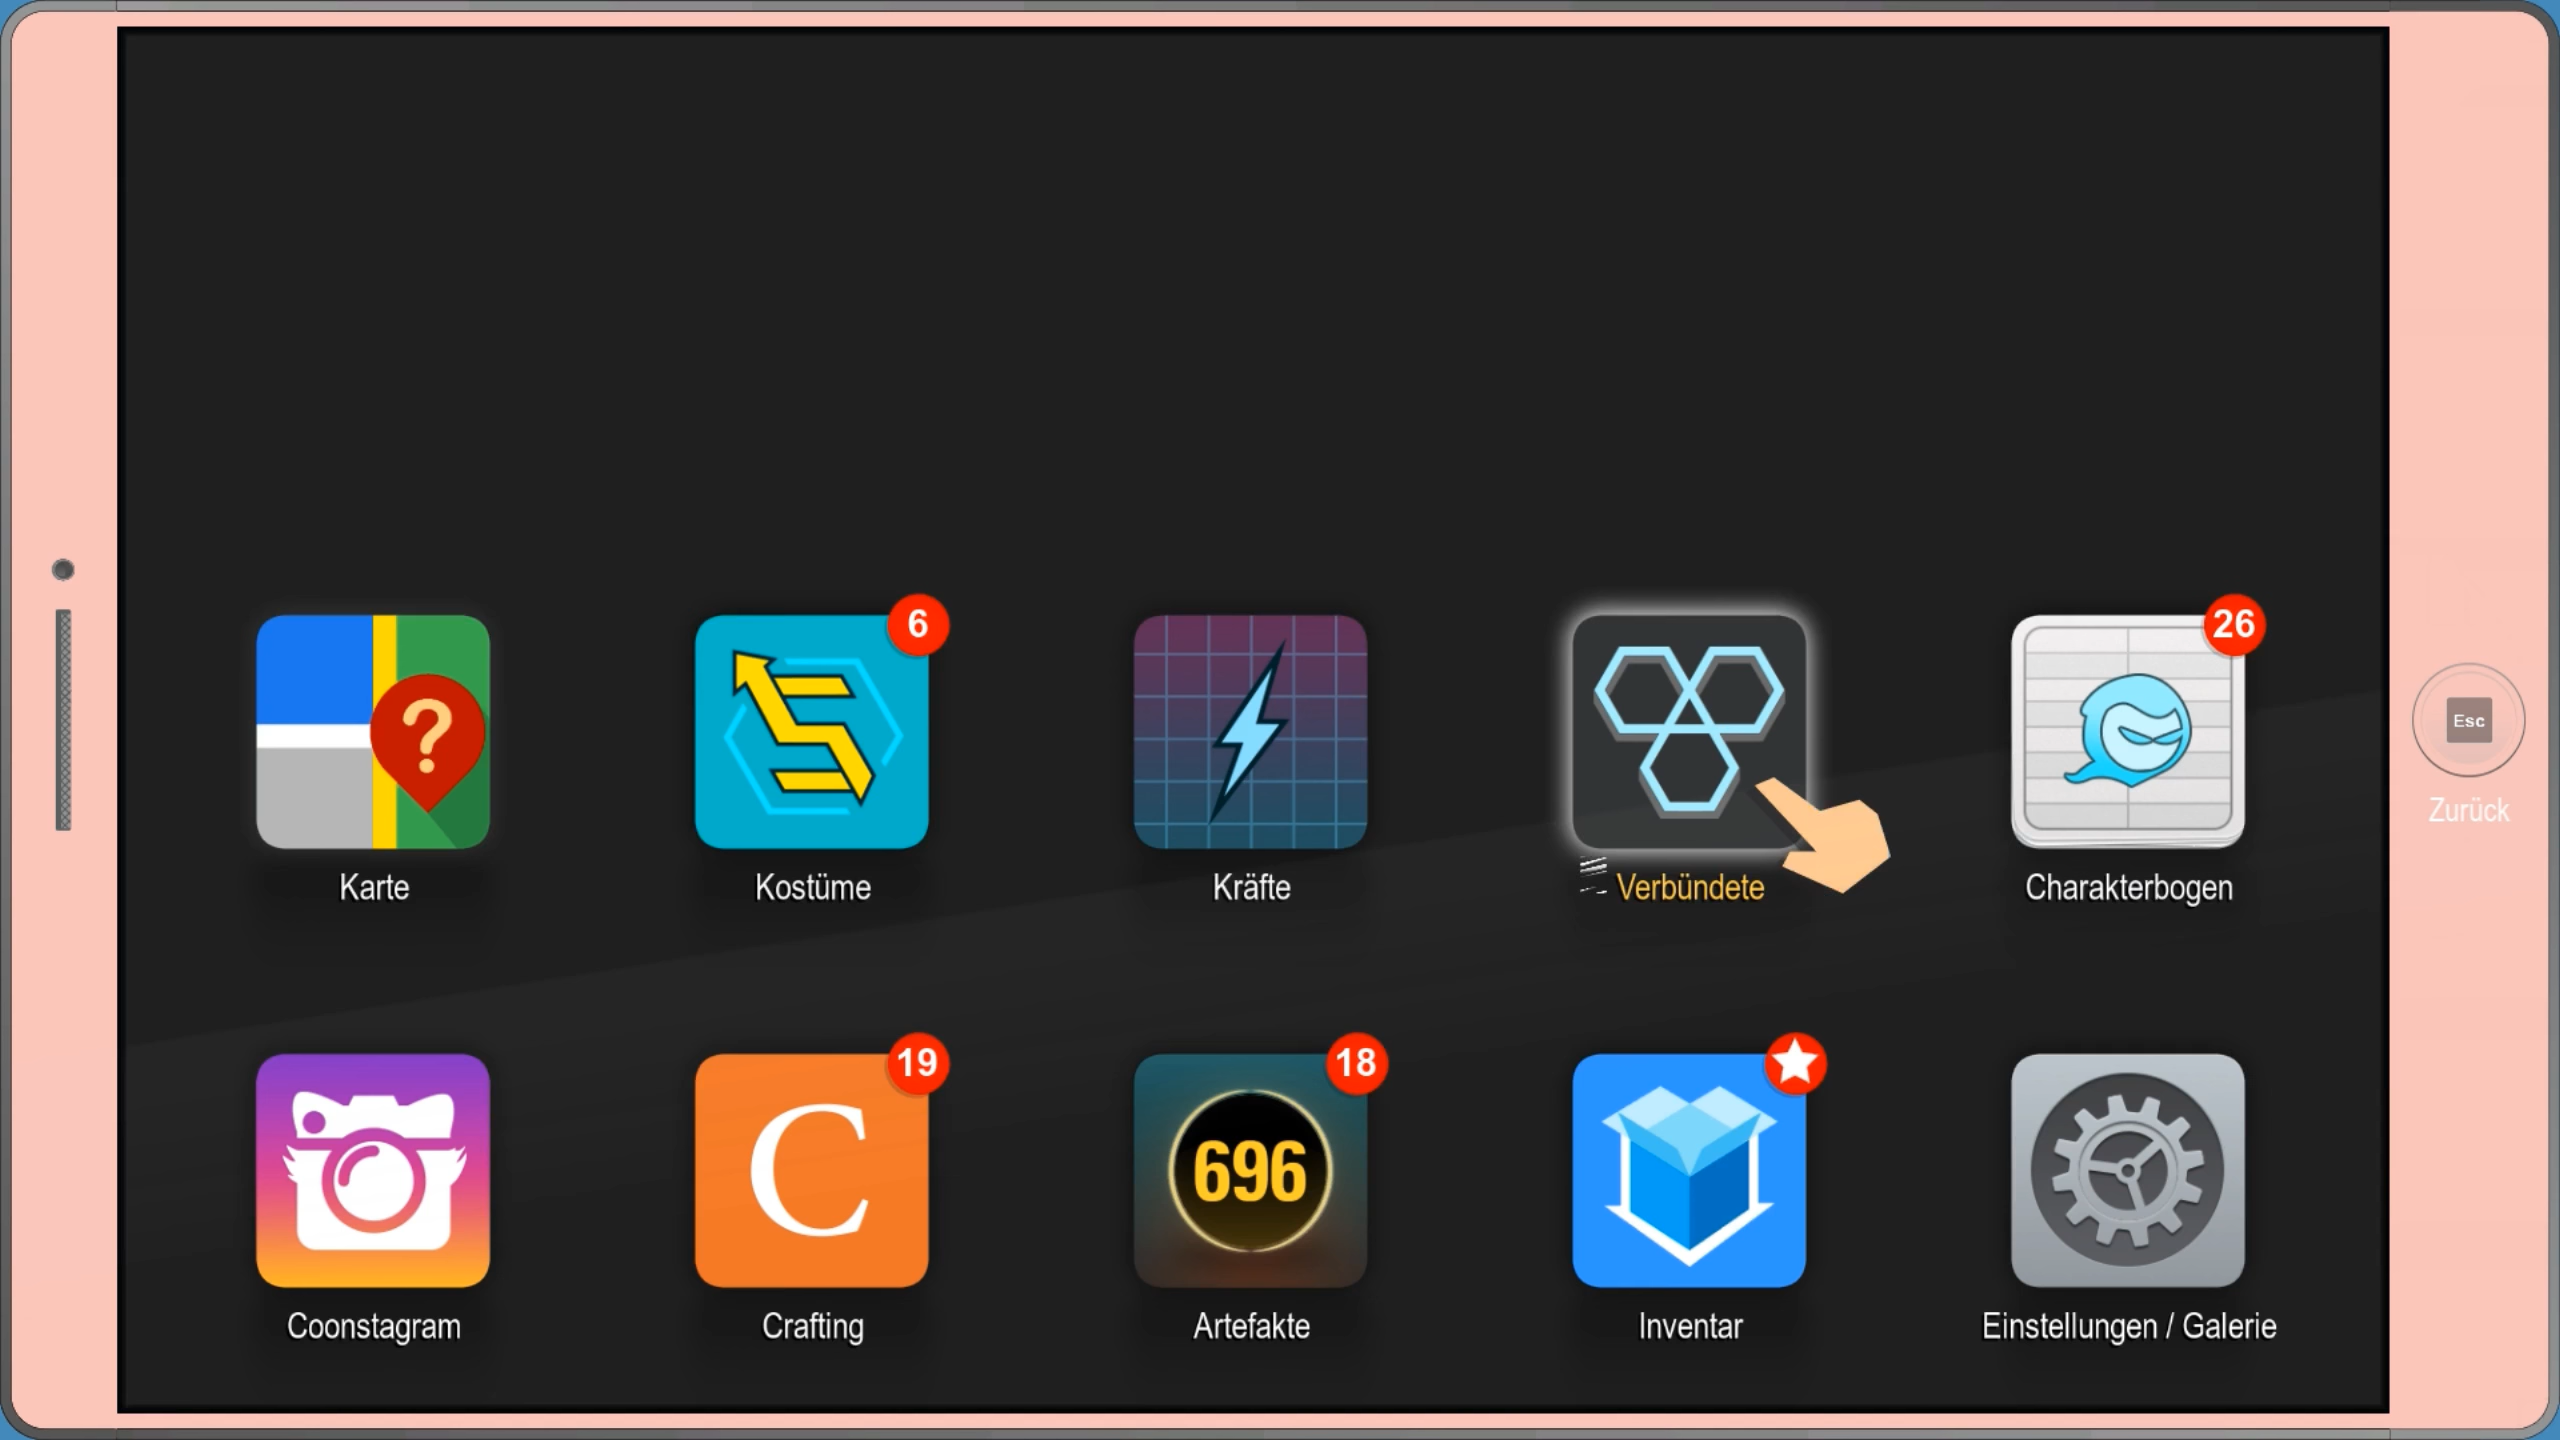 6
26
Karte
Kostüme
Kräfte
Verbündete
Charakterbogen
Esc
Zurück
19
18
C
696
Coonstagram
Crafting
Artefakte
Inventar
Einstellungen / Galerie